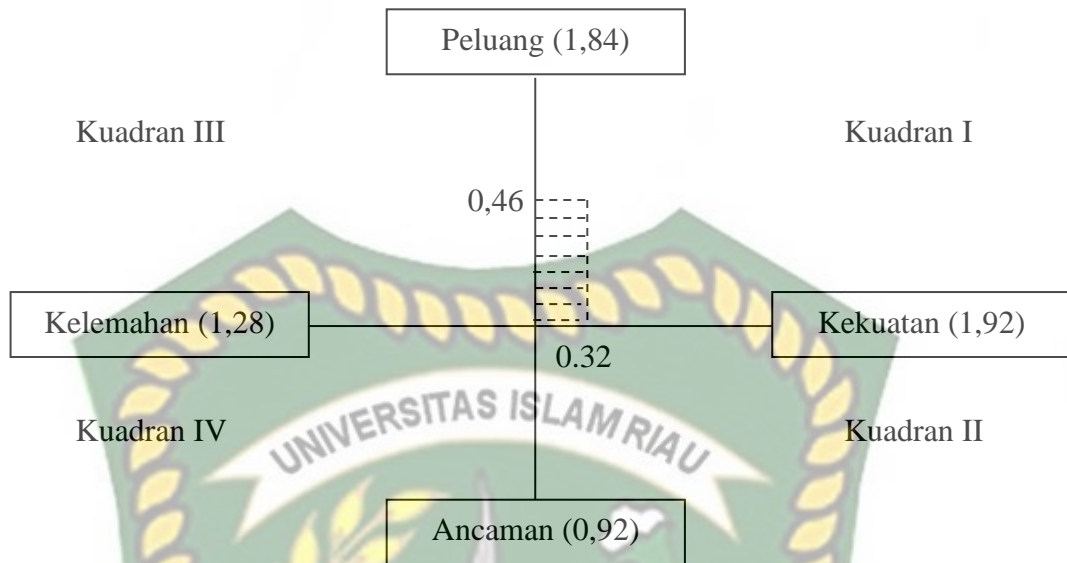 Peluang (1,84)
Kuadran III
Kuadran I
0,46
Kelemahan (1,28)
Kekuatan (1,92)
0.32
UNIVERSITAS ISLAM RIAU
Kuadran IV
Kuadran II
Ancaman (0,92)